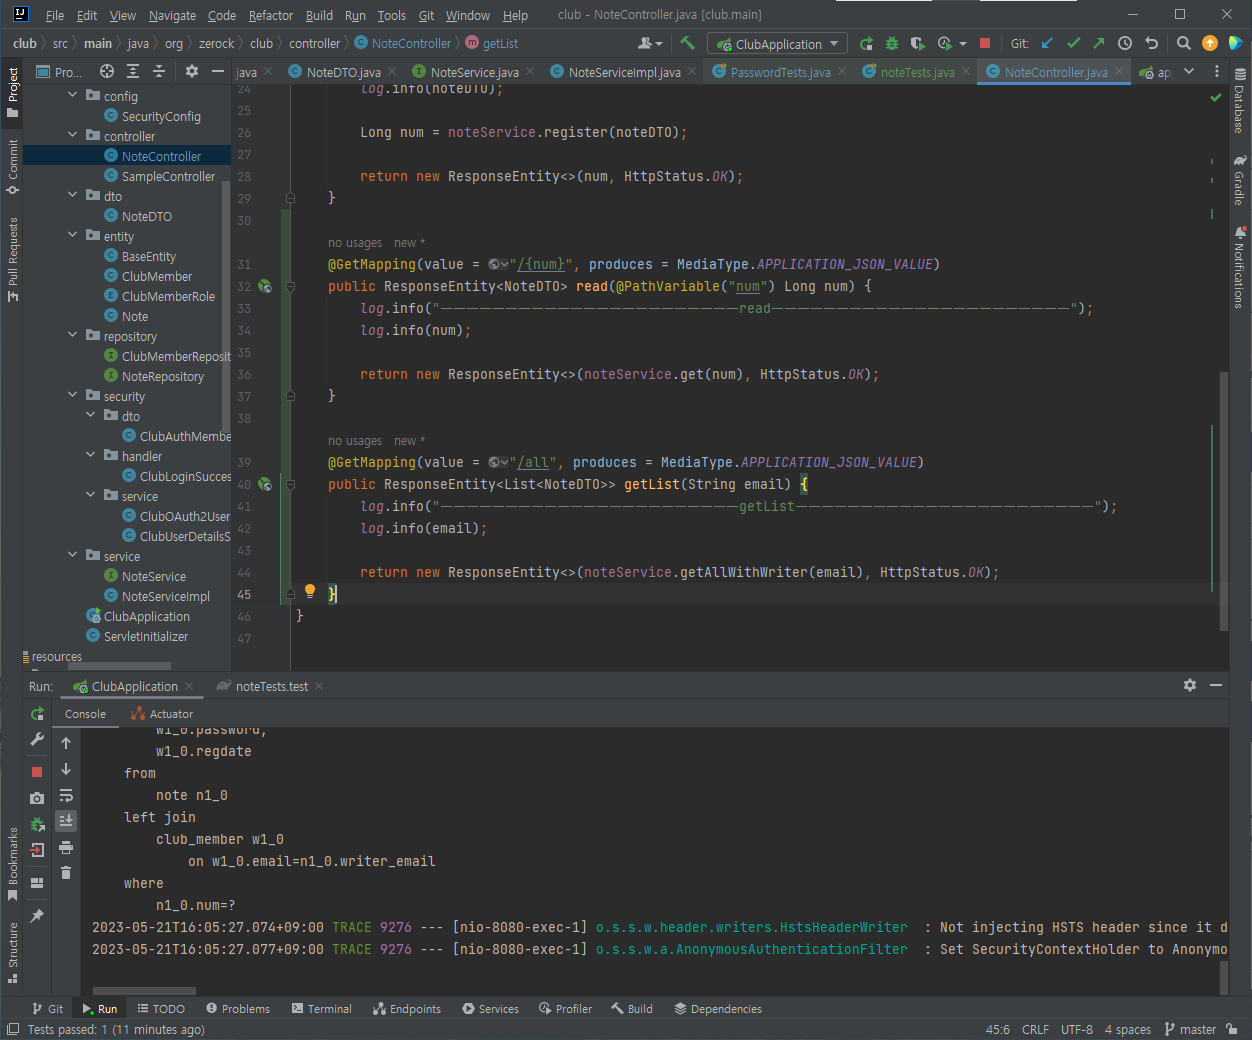 File Edit View Navigate Code Refactor Build Run Tools Git Window Help club - NoteController.java [club.main]
club src main java org zerock club controller NoteController getList ClubApplication Git:
Pro... java NoteDTO.java NoteService.java NoteServiceImpl.java PasswordTests.java noteTests.java NoteController.java
Project
Commit
Pull Requests
Bookmarks
Structure
config
SecurityConfig
controller
NoteController
SampleController
dto
NoteDTO
entity
BaseEntity
ClubMember
ClubMemberRole
Note
repository
ClubMemberReposit
NoteRepository
security
dto
ClubAuthMembe
handler
ClubLoginSucces
service
ClubOAuth2User
ClubUserDetailsS
service
NoteService
NoteServiceImpl
ClubApplication
ServletInitializer
resources
24 log.info(noteDTO);
25
26 Long num = noteService.register(noteDTO);
27
28 return new ResponseEntity<>(num, HttpStatus.OK);
29 }
30
no usages new *
31 @GetMapping(value = "/{num}", produces = MediaType.APPLICATION_JSON_VALUE)
32 public ResponseEntity<NoteDTO> read(@PathVariable("num") Long num) {
33 log.info("-------------------------read-------------------------");
34 log.info(num);
35
36 return new ResponseEntity<>(noteService.get(num), HttpStatus.OK);
37 }
38
no usages new *
39 @GetMapping(value = "/all", produces = MediaType.APPLICATION_JSON_VALUE)
40 public ResponseEntity<List<NoteDTO>> getList(String email) {
41 log.info("-------------------------getList-------------------------");
42 log.info(email);
43
44 return new ResponseEntity<>(noteService.getAllWithWriter(email), HttpStatus.OK);
45 }
46 }
47
Database
Gradle
Notifications
Run: ClubApplication noteTests.test
Console Actuator
w1_0.password,
w1_0.regdate
from
note n1_0
left join
club_member w1_0
on w1_0.email=n1_0.writer_email
where
n1_0.num=?
2023-05-21T16:05:27.074+09:00 TRACE 9276 --- [nio-8080-exec-1] o.s.s.w.header.writers.HstsHeaderWriter : Not injecting HSTS header since it d
2023-05-21T16:05:27.077+09:00 TRACE 9276 --- [nio-8080-exec-1] o.s.s.w.a.AnonymousAuthenticationFilter : Set SecurityContextHolder to Anonymo
Git Run TODO Problems Terminal Endpoints Services Profiler Build Dependencies
Tests passed: 1 (11 minutes ago) 45:6 CRLF UTF-8 4 spaces master